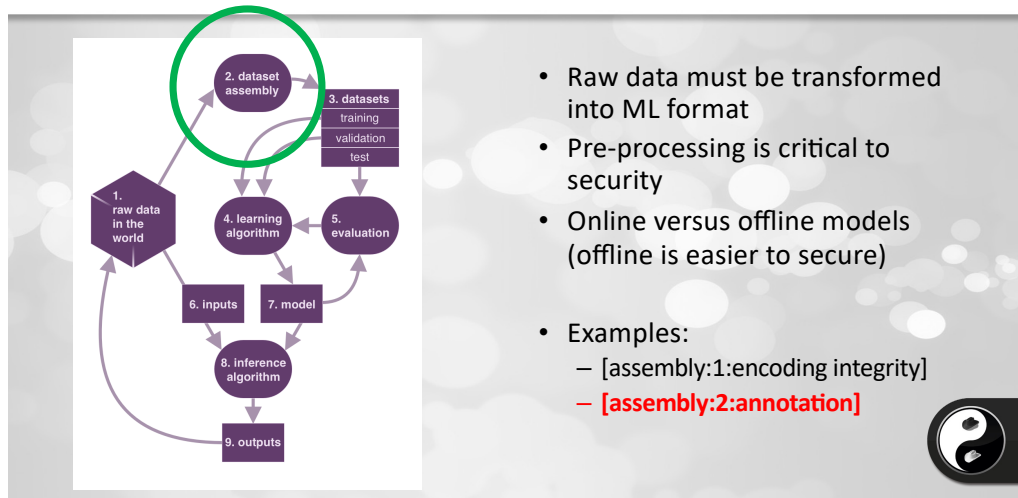 2. dataset
assembly
3. datasets
training
validation
test
1.
raw data
in the
world
4. learning
algorithm
5.
evaluation
6. inputs
7. model
8. inference
algorithm
9. outputs
• Raw data must be transformed
into ML format
• Pre-processing is critical to
security
• Online versus offline models
(offline is easier to secure)
• Examples:
– [assembly:1:encoding integrity]
– [assembly:2:annotation]